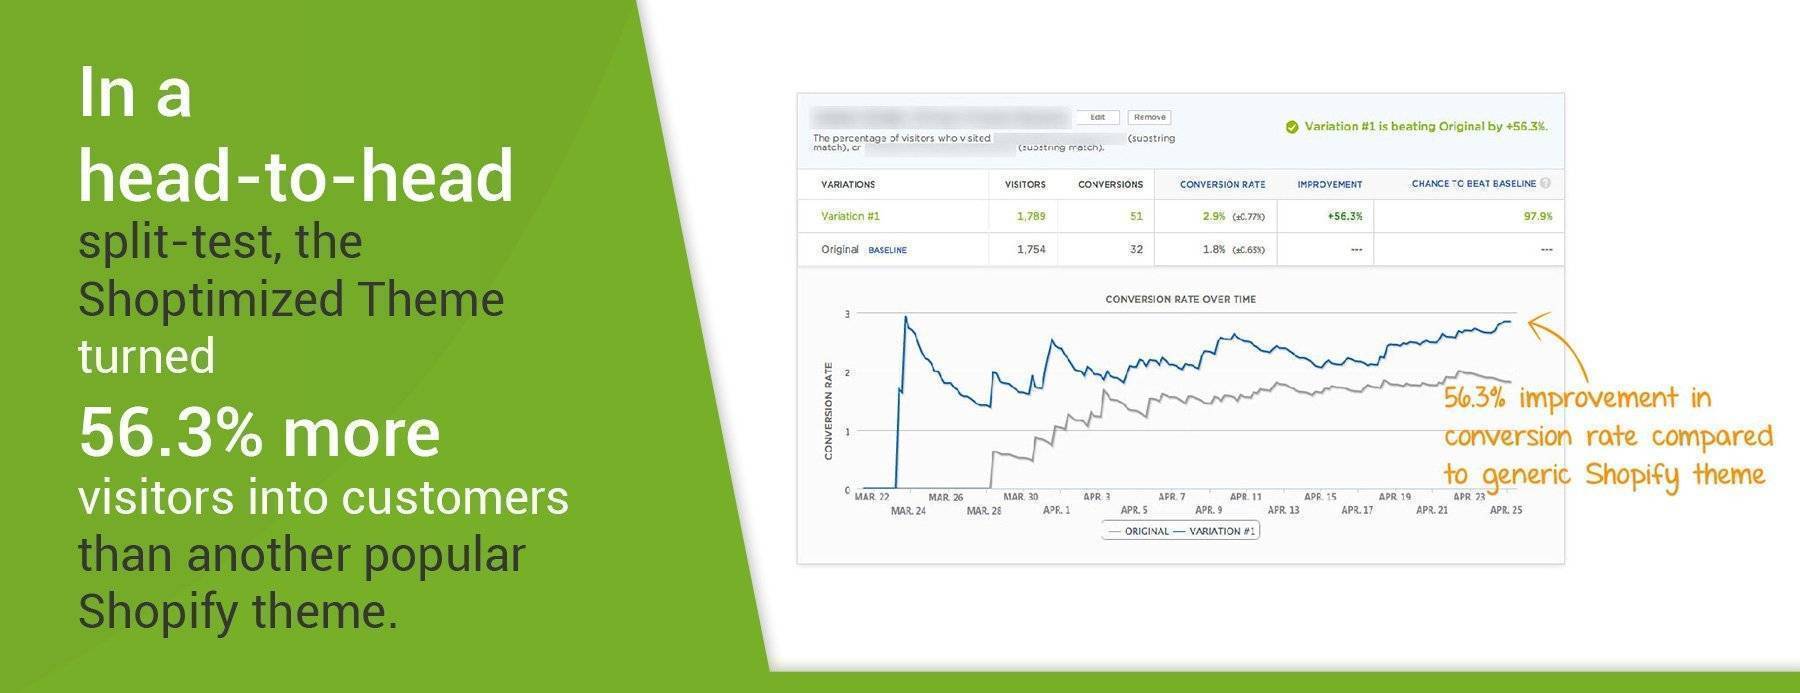 In a
head-to-head
split-test, the
Shoptimized Theme
turned
56.3% more
visitors into customers
than another popular
Shopify theme.
Edit Remove
The percentage of visitors who visited (substring
match), or (substring match).
Variation #1 is beating Original by +56.3%.
VARIATIONS VISITORS CONVERSIONS CONVERSION RATE IMPROVEMENT CHANCE TO BEAT BASELINE ?
Variation #1 1,789 51 2.9% (±0.77%) +56.3% 97.9%
Original BASELINE 1,754 32 1.8% (±0.63%) --- ---
CONVERSION RATE OVER TIME
CONVERSION RATE
3
2
1
0
MAR. 22 MAR. 26 MAR. 30 APR. 3 APR. 7 APR. 11 APR. 15 APR. 19 APR. 23
MAR. 24 MAR. 28 APR. 1 APR. 5 APR. 9 APR. 13 APR. 17 APR. 21 APR. 25
ORIGINAL VARIATION #1
56.3% improvement in
conversion rate compared
to generic Shopify theme